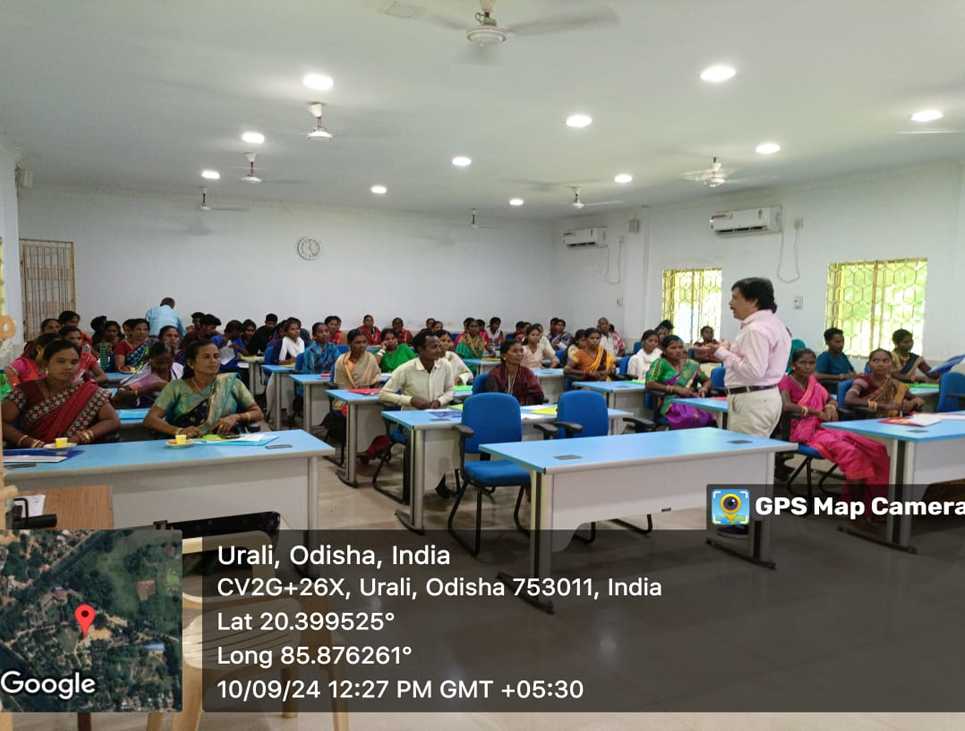 GPS Map Camera
Urali, Odisha, India
CV2G+26X, Urali, Odisha 753011, India
Lat 20.399525°
Long 85.876261°
10/09/24 12:27 PM GMT +05:30
Google